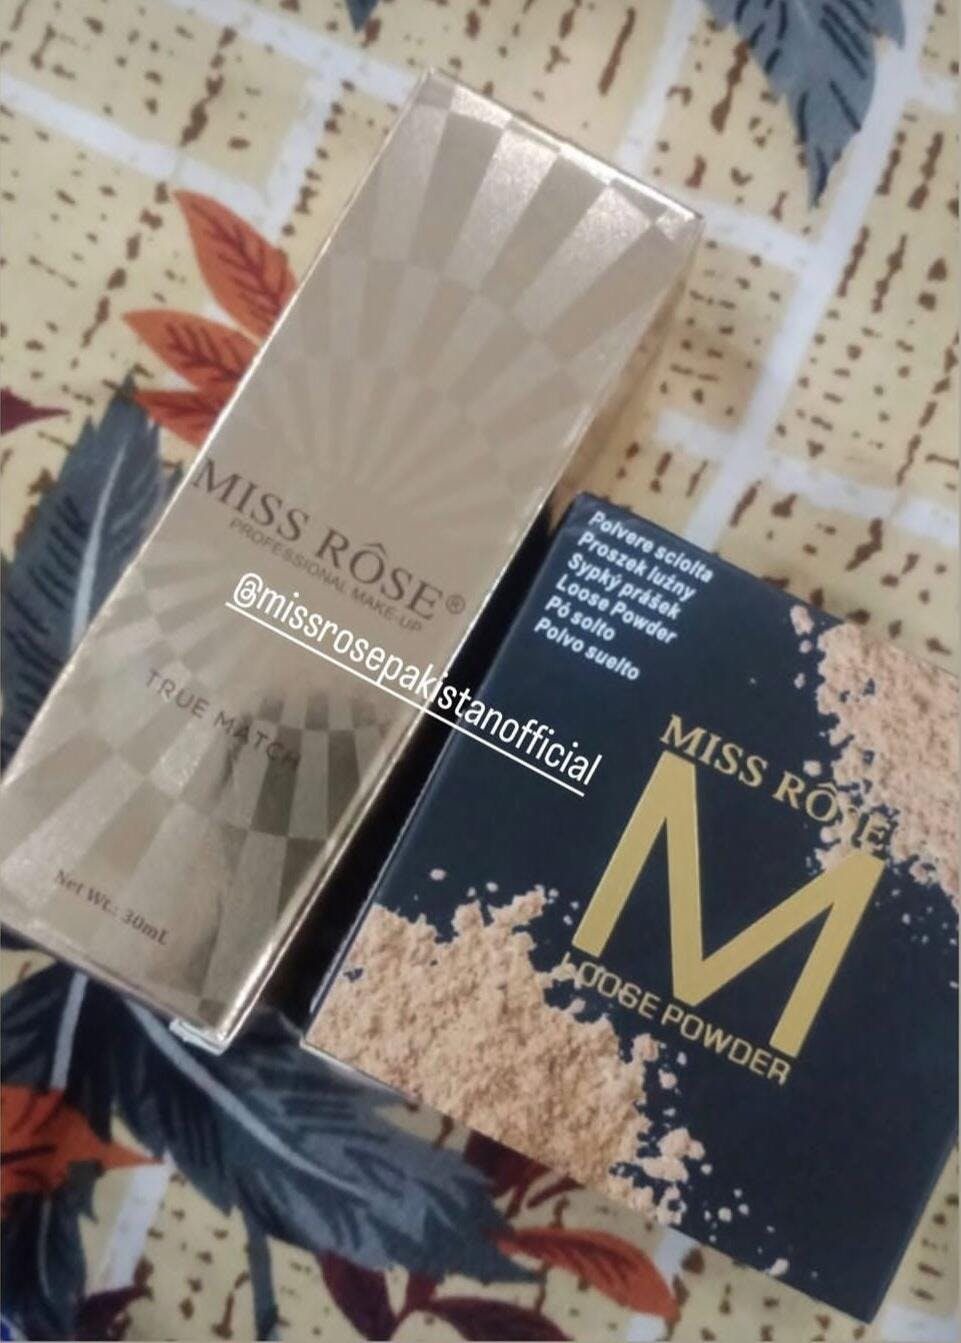 MISS RÔSE®
PROFESSIONAL MAKE-UP
TRUE MATCH
Net Wt.: 30mL
@missrosepakistanofficial
Polvere sciolta
Proszek luźny
Sypký prášek
Loose Powder
Pó solto
Polvo suelto
MISS RÔSE
M
LOOSE POWDER